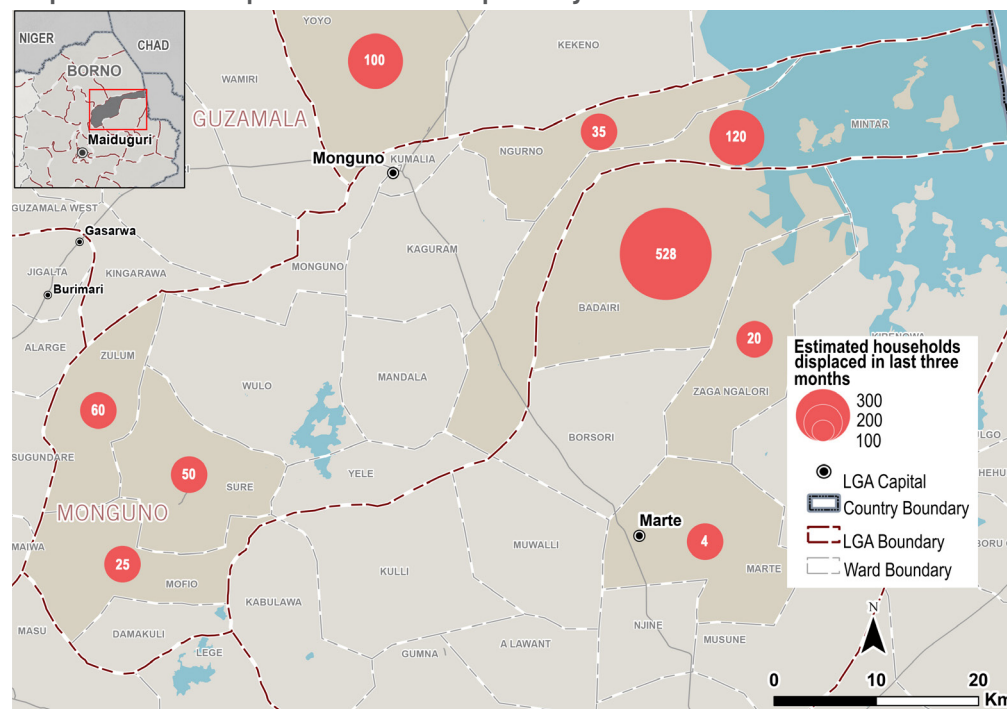 YOYO
NIGER
CHAD
BORNO
Maiduguri
WAMIRI
KEKENO
100
GUZAMALA
35
120
MINTAR
NGURNO
Monguno
KUMALIA
GUZAMALA WEST
Gasarwa
KAGURAM
528
JIGALTA
KINGARAWA
MONGUNO
Burimari
BADAIRI
20
KIRENOWA
ALARGE
ZULUM
WULO
MANDALA
ZAGA NGALORI
60
BORSORI
SUGUNDARE
50
SURE
YELE
MONGUNO
Marte
4
MAIWA
25
MOFIO
MUWALLI
MARTE
KULLI
KABULAWA
MASU
DAMAKULI
LEGE
GUMNA
A LAWANT
NJINE
MUSUNE
Estimated households
displaced in last three
months
300
200
100
LGA Capital
Country Boundary
LGA Boundary
Ward Boundary
N
0 10 20
Km